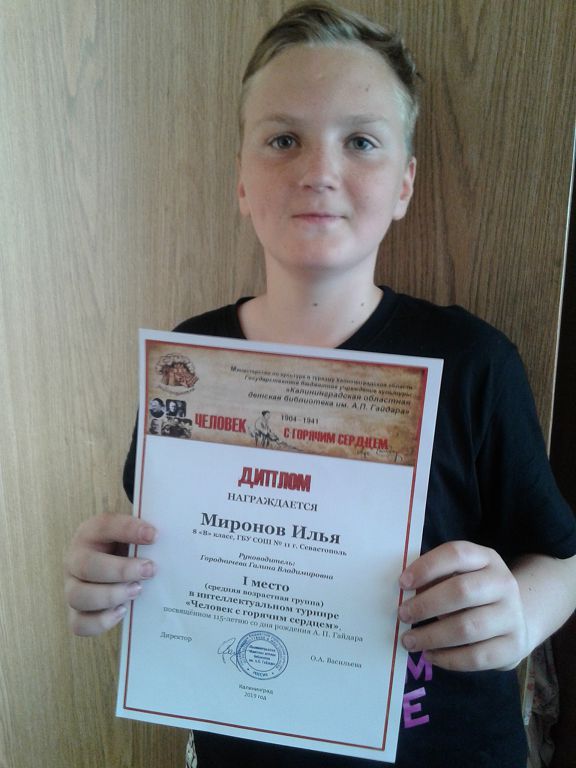 Министерство по культуре и туризму Калининградской области
Государственное бюджетное учреждение культуры
«Калининградская областная
детская библиотека им. А.П. Гайдара»
1904 - 1941
ЧЕЛОВЕК
С ГОРЯЧИМ СЕРДЦЕМ
ДИПЛОМ
НАГРАЖДАЕТСЯ
Миронов Илья
8 «В» класс, ГБУ СОШ № 11 г. Севастополь
Руководитель:
Городничева Галина Владимировна
I место
(средняя возрастная группа)
в интеллектуальном турнире
«Человек с горячим сердцем»,
посвящённом 115-летию со дня рождения А. П. Гайдара
Директор
О.А. Васильева
РОССИЯ
Калининград
2019 год
M
E